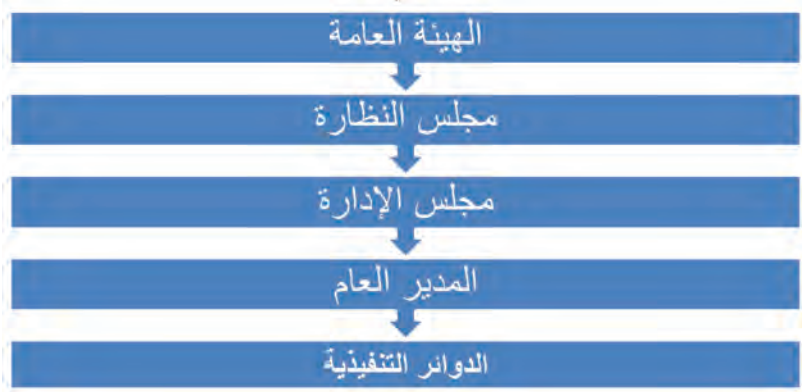 الهيئة العامة
مجلس النظارة
مجلس الإدارة
المدير العام
الدوائر التنفيذية